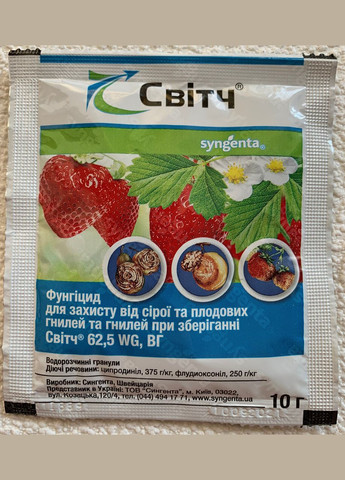 Світч®
syngenta®
Фунгіцид
для захисту від сірої та плодових
гнилей та гнилей при зберіганні
Світч® 62,5 WG, ВГ
Водорозчинні гранули
Діючі речовини: ципродиніл, 375 г/кг, флудиоксоніл, 250 г/кг
Виробник: Сингента, Швейцарія
Представник в Україні: ТОВ "Сингента", м. Київ, 03022,
вул. Козацька,120/4, тел. (044) 494 17 71, www.syngenta.ua
10 г